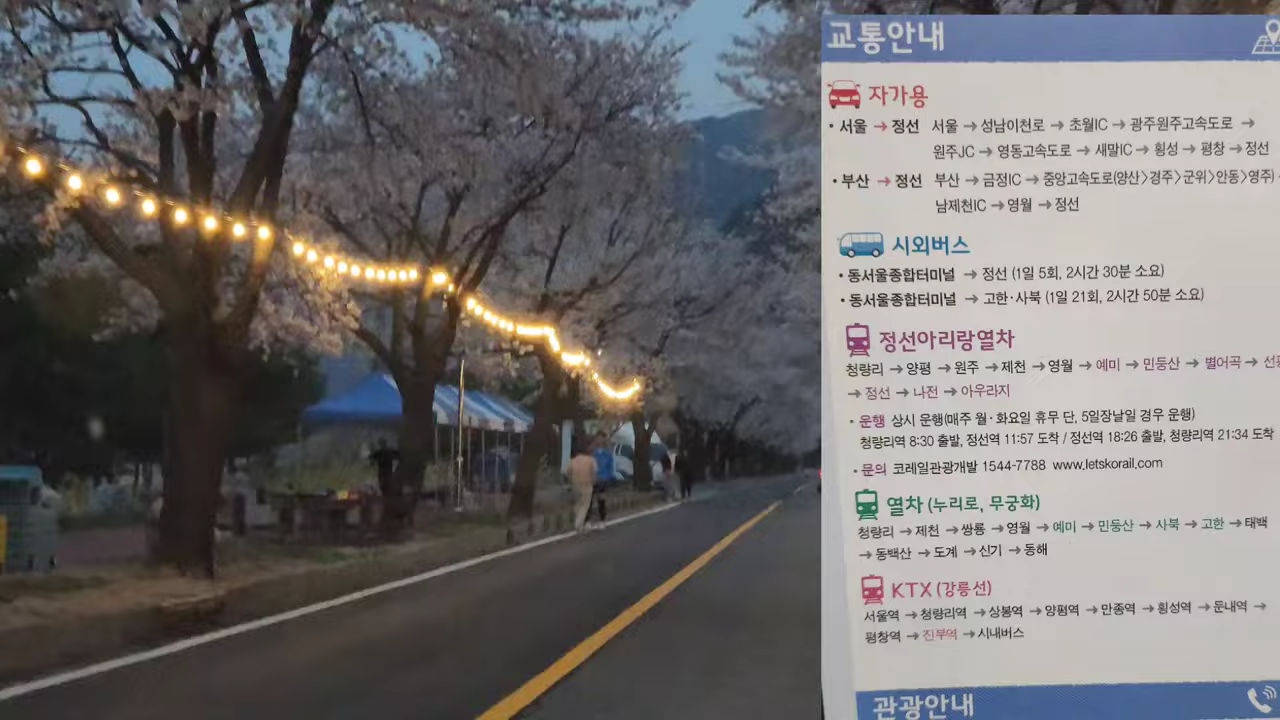 교통안내
자가용
• 서울 → 정선 서울 → 성남이천로 → 초월IC → 광주원주고속도로 →
원주JC → 영동고속도로 → 새말IC → 횡성 → 평창 → 정선
• 부산 → 정선 부산 → 금정IC → 중앙고속도로(양산〉경주〉군위〉안동〉영주)
남제천IC → 영월 → 정선
시외버스
• 동서울종합터미널 → 정선 (1일 5회, 2시간 30분 소요)
• 동서울종합터미널 → 고한·사북 (1일 21회, 2시간 50분 소요)
정선아리랑열차
청량리 → 양평 → 원주 → 제천 → 영월 → 예미 → 민둥산 → 별어곡 → 선평
→ 정선 → 나전 → 아우라지
• 운행 상시 운행(매주 월·화요일 휴무 단, 5일장날일 경우 운행)
청량리역 8:30 출발, 정선역 11:57 도착 / 정선역 18:26 출발, 청량리역 21:34 도착
• 문의 코레일관광개발 1544-7788 www.letskorail.com
열차 (누리로, 무궁화)
청량리 → 제천 → 쌍룡 → 영월 → 예미 → 민둥산 → 사북 → 고한 → 태백
→ 동백산 → 도계 → 신기 → 동해
KTX (강릉선)
서울역 → 청량리역 → 상봉역 → 양평역 → 만종역 → 횡성역 → 둔내역 →
평창역 → 진부역 → 시내버스
관광안내